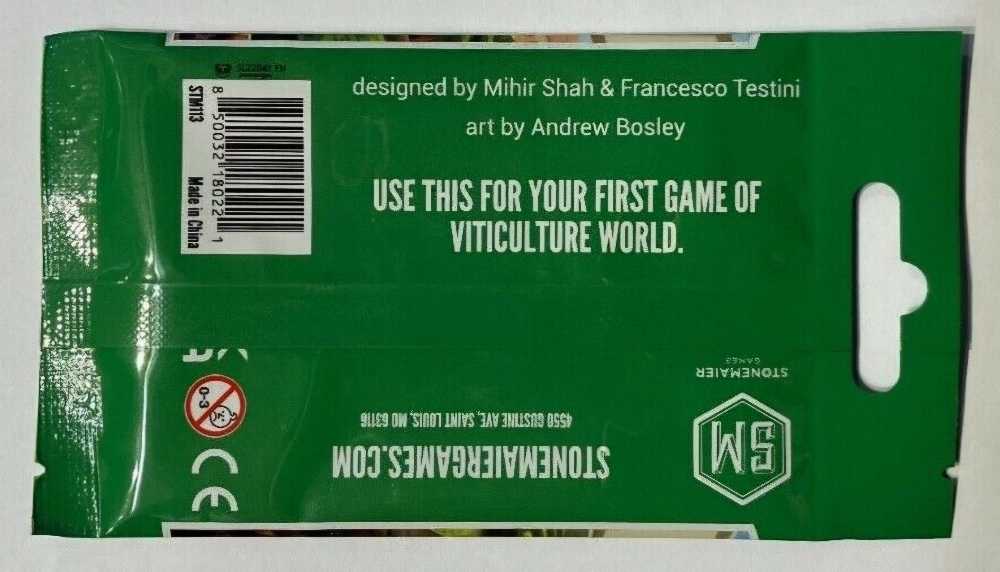 designed by Mihir Shah & Francesco Testini
art by Andrew Bosley
USE THIS FOR YOUR FIRST GAME OF
VITICULTURE WORLD.
STM113 Made in China
8 50032 18022 1
STONEMAIER
GAMES
SM
4550 GUSTINE AVE, SAINT LOUIS, MO 63116
STONEMAIERGAMES.COM
0-3
CE